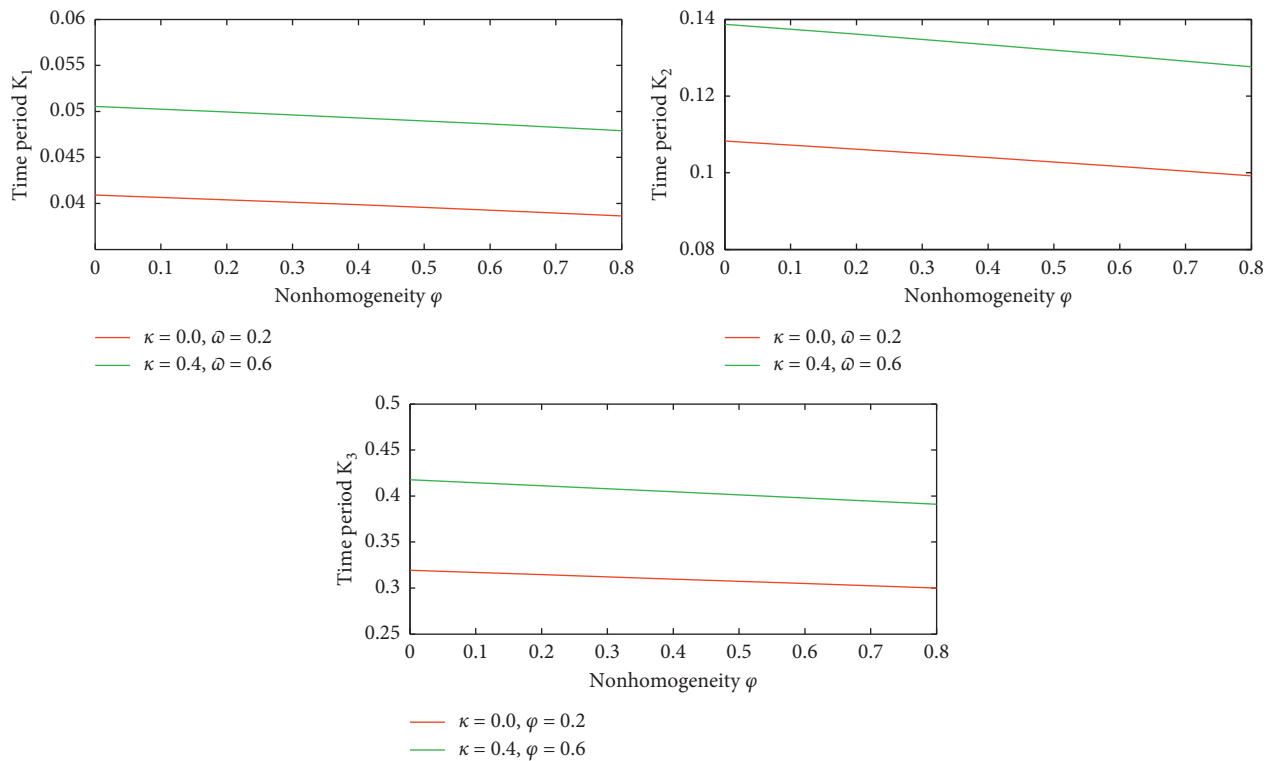 Time period K₁
0.06
0.055
0.05
0.045
0.04
0 0.1 0.2 0.3 0.4 0.5 0.6 0.7 0.8
Nonhomogeneity φ
κ = 0.0, ϖ = 0.2
κ = 0.4, ϖ = 0.6
Time period K₂
0.14
0.12
0.1
0.08
0 0.1 0.2 0.3 0.4 0.5 0.6 0.7 0.8
Nonhomogeneity φ
κ = 0.0, ϖ = 0.2
κ = 0.4, ϖ = 0.6
Time period K₃
0.5
0.45
0.4
0.35
0.3
0.25
0 0.1 0.2 0.3 0.4 0.5 0.6 0.7 0.8
Nonhomogeneity φ
κ = 0.0, φ = 0.2
κ = 0.4, φ = 0.6